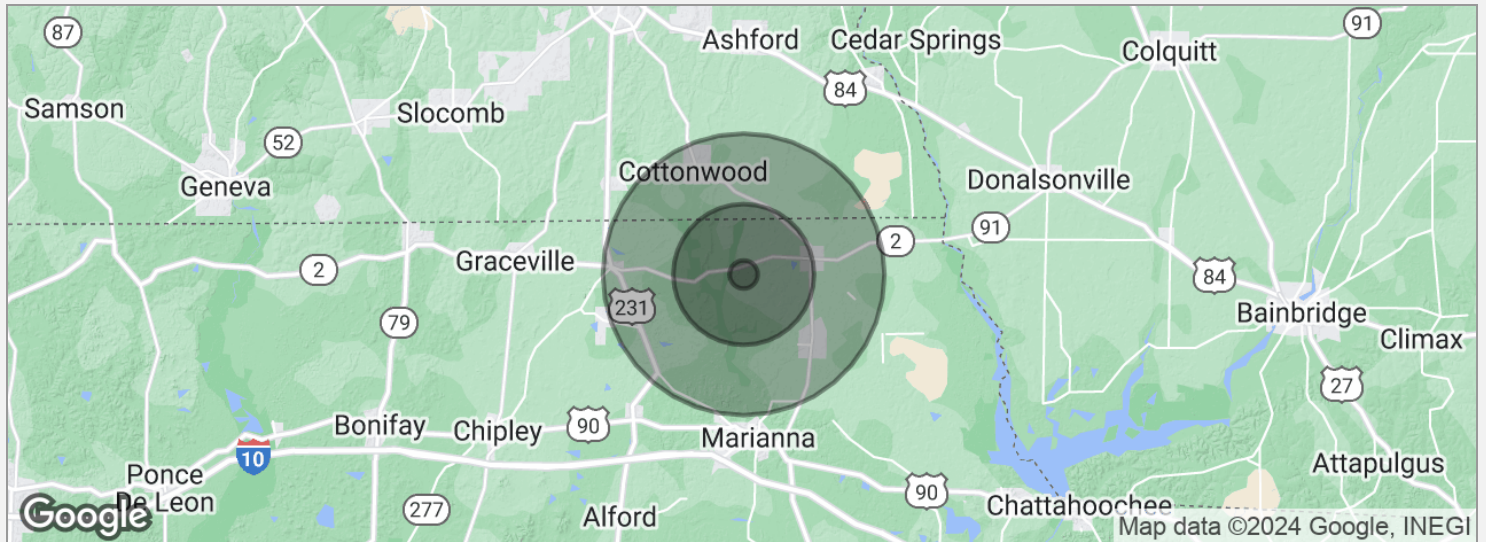 87
91
Ashford
Cedar Springs
Colquitt
84
Samson
Slocomb
52
Cottonwood
Geneva
Donalsonville
91
2
Graceville
2
84
231
Bainbridge
79
Climax
27
Bonifay
Chipley
90
Marianna
10
Attapulgus
Ponce
De Leon
90
277
Alford
Chattahoochee
Google
Map data ©2024 Google, INEGI